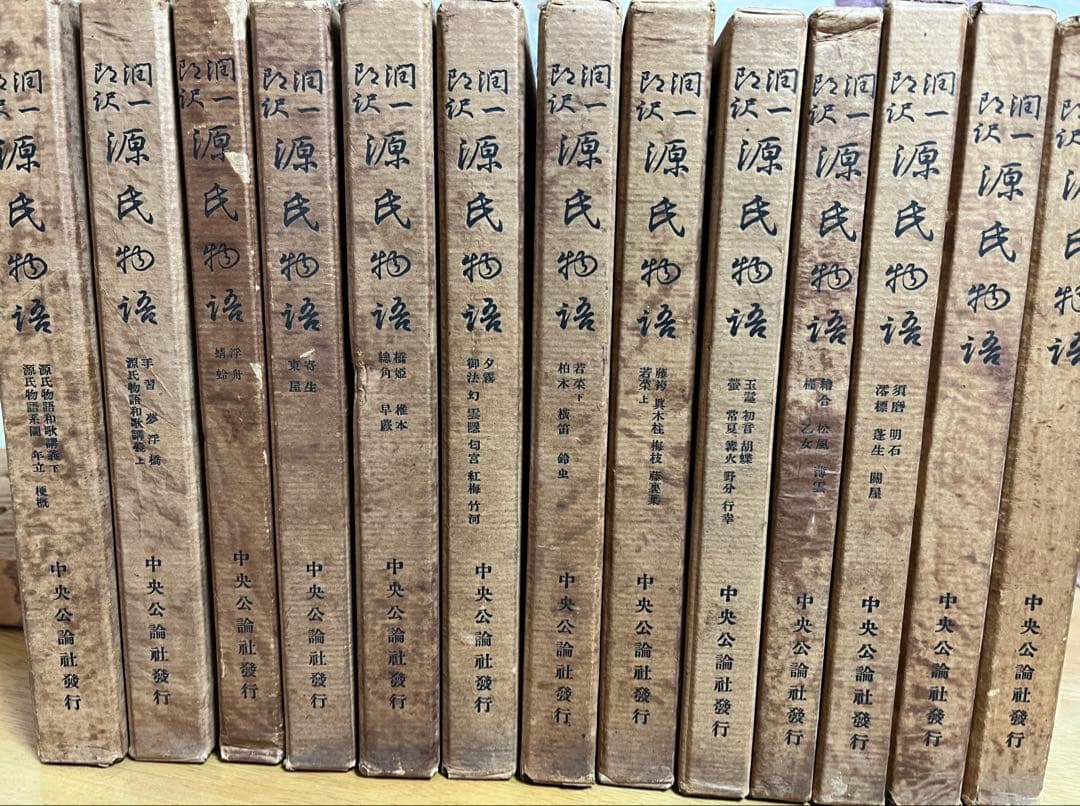 潤一
郎訳
源氏物語
中央公論社發行
潤一
郎訳
源氏物語
中央公論社發行
潤一
郎訳
源氏物語
須磨 明石
澪標 蓬生 關屋
中央公論社發行
潤一
郎訳
源氏物語
繪合 松風 薄雲
槿 乙女
中央公論社發行
潤一
郎訳
源氏物語
玉鬘 初音 胡蝶
螢 常夏 篝火 野分 行幸
中央公論社發行
潤一
郎訳
源氏物語
藤袴 眞木柱 梅枝 藤裏葉
若菜上
中央公論社發行
潤一
郎訳
源氏物語
若菜下
柏木 橫笛 鈴虫
中央公論社發行
潤一
郎訳
源氏物語
夕霧
御法 幻 雲隱 匂宮 紅梅 竹河
中央公論社發行
潤一
郎訳
源氏物語
橋姫 椎本
總角 早蕨
中央公論社發行
潤一
郎訳
源氏物語
寄生
東屋
中央公論社發行
潤一
郎訳
源氏物語
浮舟
蜻蛉
中央公論社發行
潤一
郎訳
源氏物語
手習 夢浮橋
源氏物語和歌講義上
中央公論社發行
潤一
郎訳
源氏物語
源氏物語和歌講義下
源氏物語系圖 年立 梗概
中央公論社發行